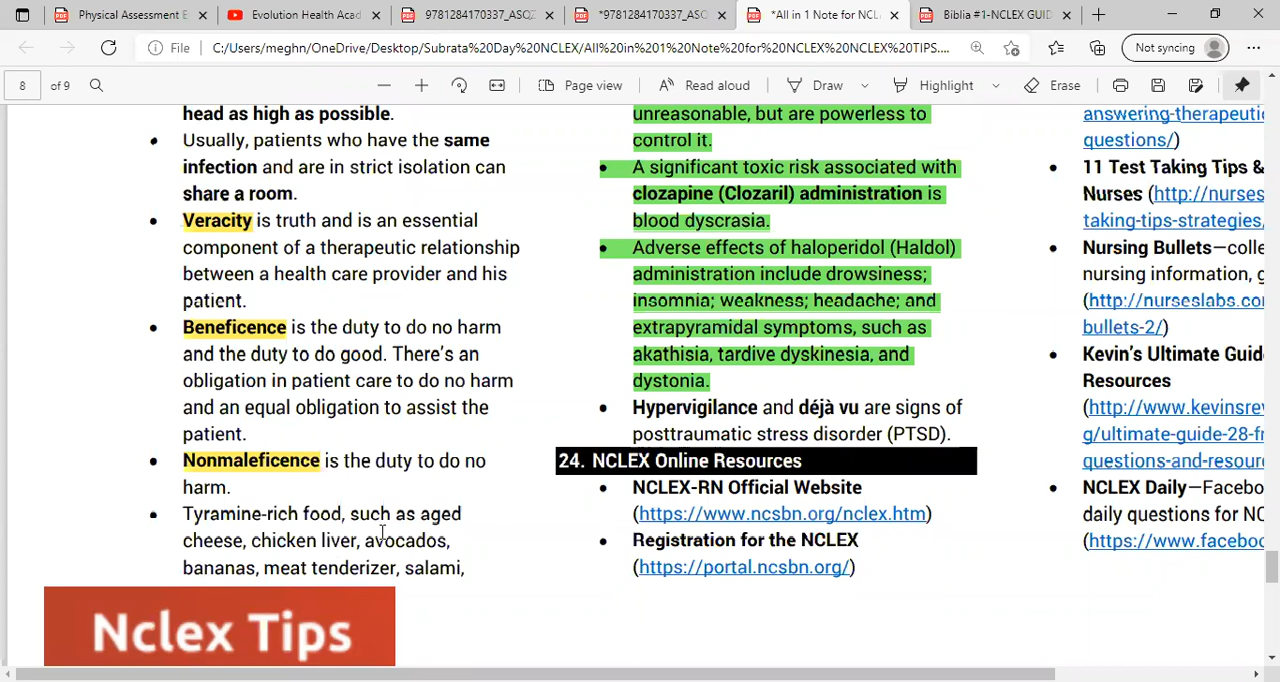 Physical Assessment E
Evolution Health Acad
9781284170337_ASQ
*9781284170337_ASQ
*All in 1 Note for NCL
Biblia #1-NCLEX GUID
File
C:/Users/meghn/OneDrive/Desktop/Subrata%20Day%20NCLEX/All%20in%201%20Note%20for%20NCLEX%20NCLEX%20TIPS....
Not syncing
8 of 9
Page view
Read aloud
Draw
Highlight
Erase
head as high as possible.
• Usually, patients who have the same
infection and are in strict isolation can
share a room.
• Veracity is truth and is an essential
component of a therapeutic relationship
between a health care provider and his
patient.
• Beneficence is the duty to do no harm
and the duty to do good. There's an
obligation in patient care to do no harm
and an equal obligation to assist the
patient.
• Nonmaleficence is the duty to do no
harm.
• Tyramine-rich food, such as aged
cheese, chicken liver, avocados,
bananas, meat tenderizer, salami,
unreasonable, but are powerless to
control it.
• A significant toxic risk associated with
clozapine (Clozaril) administration is
blood dyscrasia.
• Adverse effects of haloperidol (Haldol)
administration include drowsiness;
insomnia; weakness; headache; and
extrapyramidal symptoms, such as
akathisia, tardive dyskinesia, and
dystonia.
• Hypervigilance and déjà vu are signs of
posttraumatic stress disorder (PTSD).
24. NCLEX Online Resources
• NCLEX-RN Official Website
(https://www.ncsbn.org/nclex.htm)
• Registration for the NCLEX
(https://portal.ncsbn.org/)
answering-therapeuti
questions/)
• 11 Test Taking Tips &
Nurses (http://nurses
taking-tips-strategies/
• Nursing Bullets—colle
nursing information, g
(http://nurseslabs.co
bullets-2/)
• Kevin's Ultimate Guid
Resources
(http://www.kevinsrev
g/ultimate-guide-28-f
questions-and-resour
• NCLEX Daily—Facebo
daily questions for NC
(https://www.faceboo
Nclex Tips